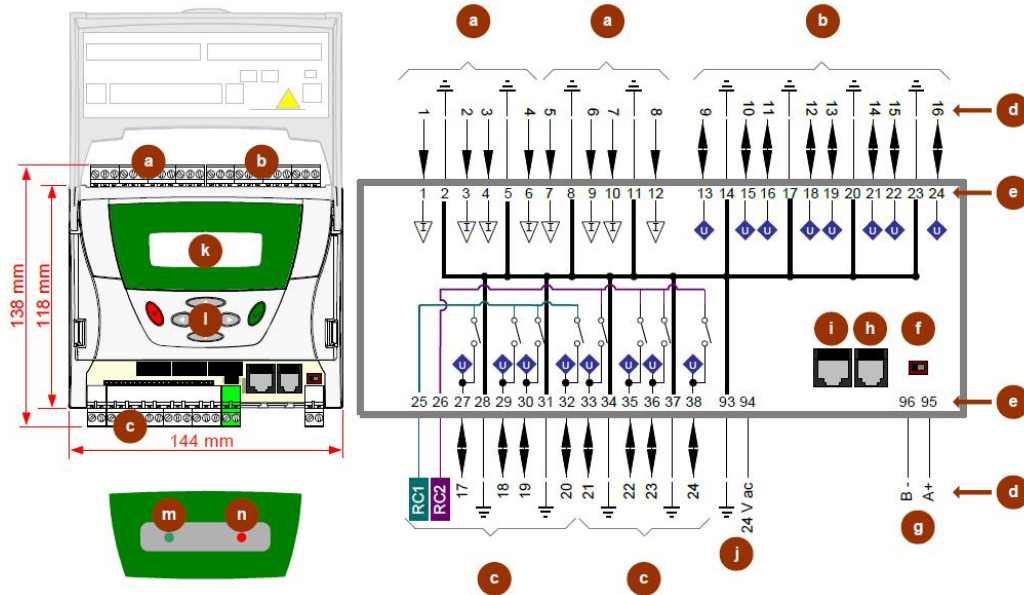 a a b
1 2 3 4 5 6 7 8 9 10 11 12 13 14 15 16 d
a b
1 2 3 4 5 6 7 8 9 10 11 12 13 14 15 16 17 18 19 20 21 22 23 24 e
I I I I I I I I U U U U U U U U
k
138 mm
118 mm
l
i h f
U U U U U U U U
25 26 27 28 29 30 31 32 33 34 35 36 37 38 93 94 96 95 e
c
144 mm
RC1 RC2 17 18 19 20 21 22 23 24 24 V ac B - A+ d
m n
g
j
c c